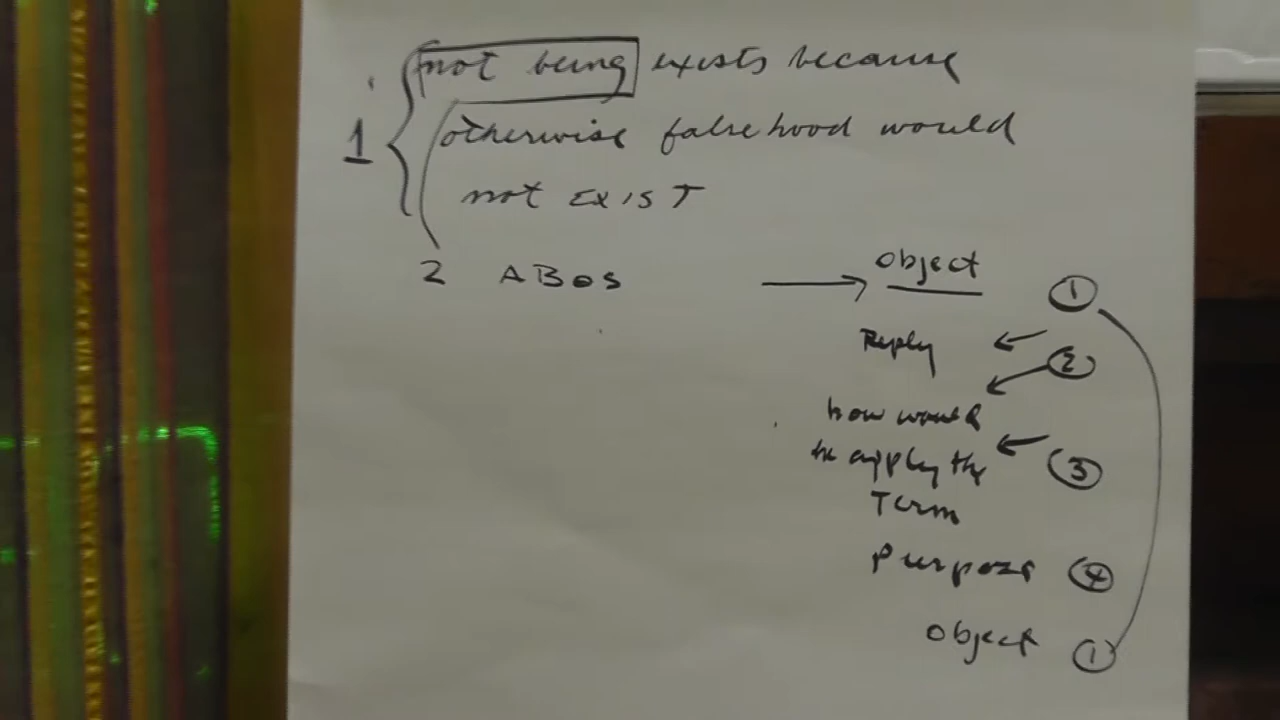 1 not being exists because
otherwise falsehood would
not EXIST
2 ABOS → object ①
Reply ②
how would
he apply the ③
Term
Purpose ④
object ①